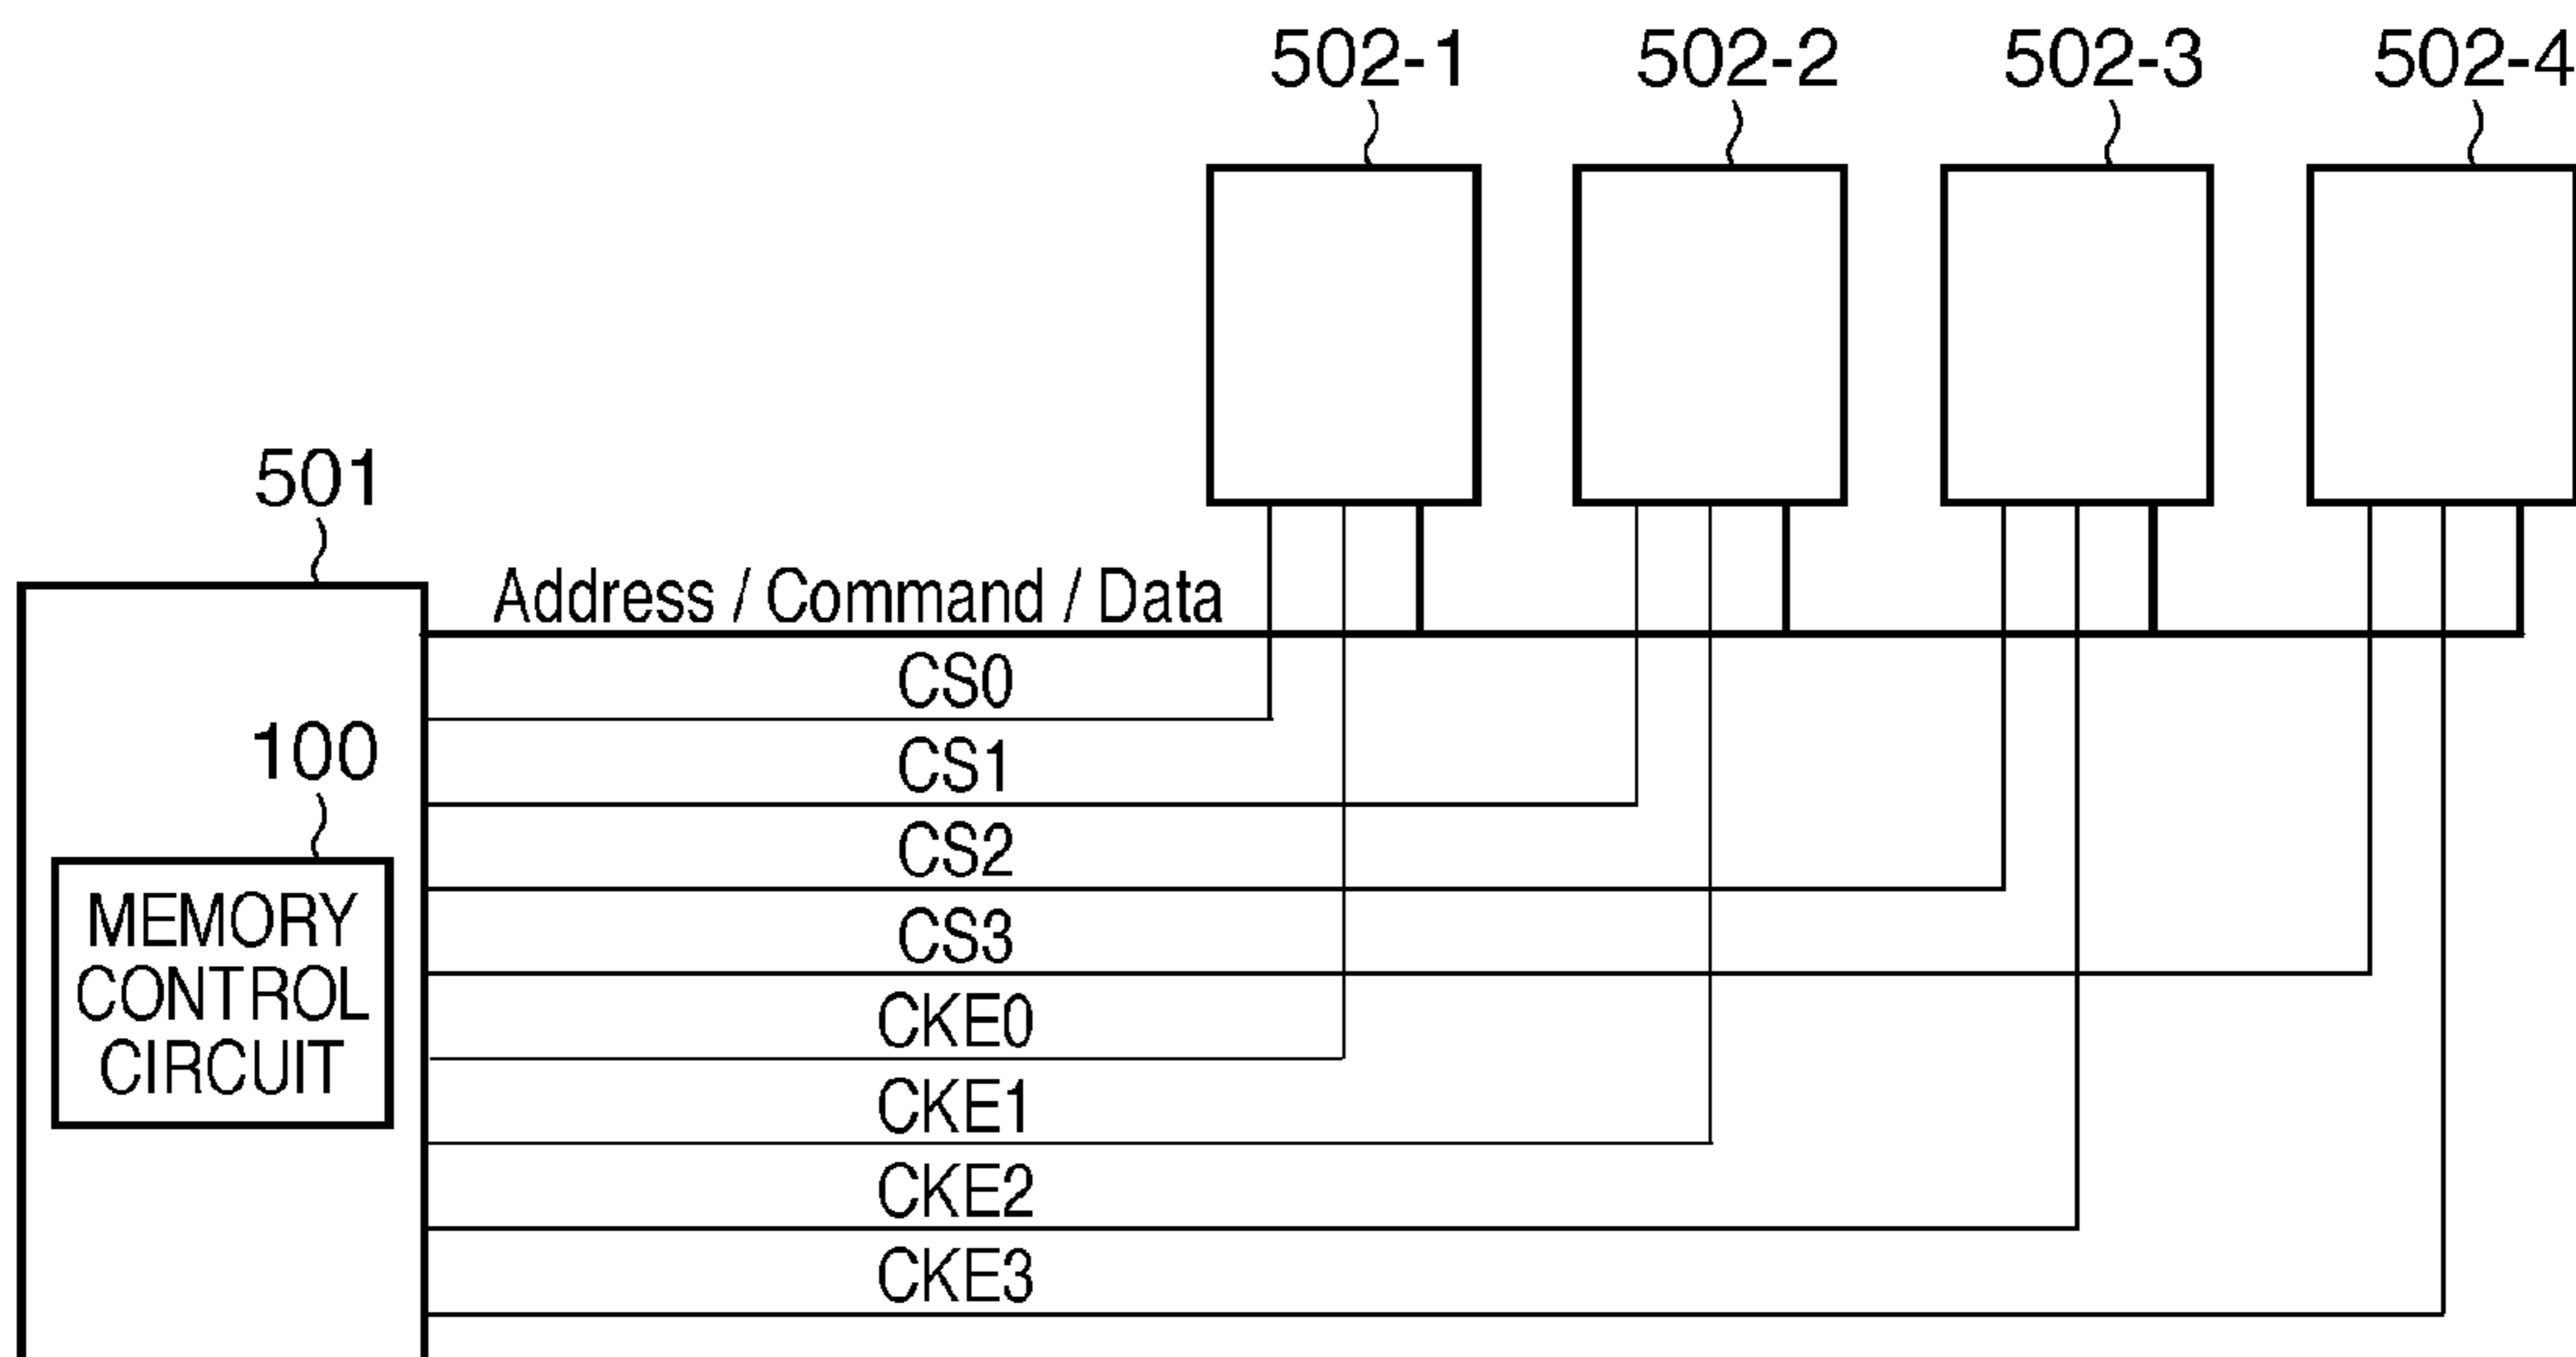 502-1 502-2 502-3 502-4
501
Address / Command / Data
CS0
100
CS1
CS2
MEMORY
CS3
CONTROL
CKE0
CIRCUIT
CKE1
CKE2
CKE3